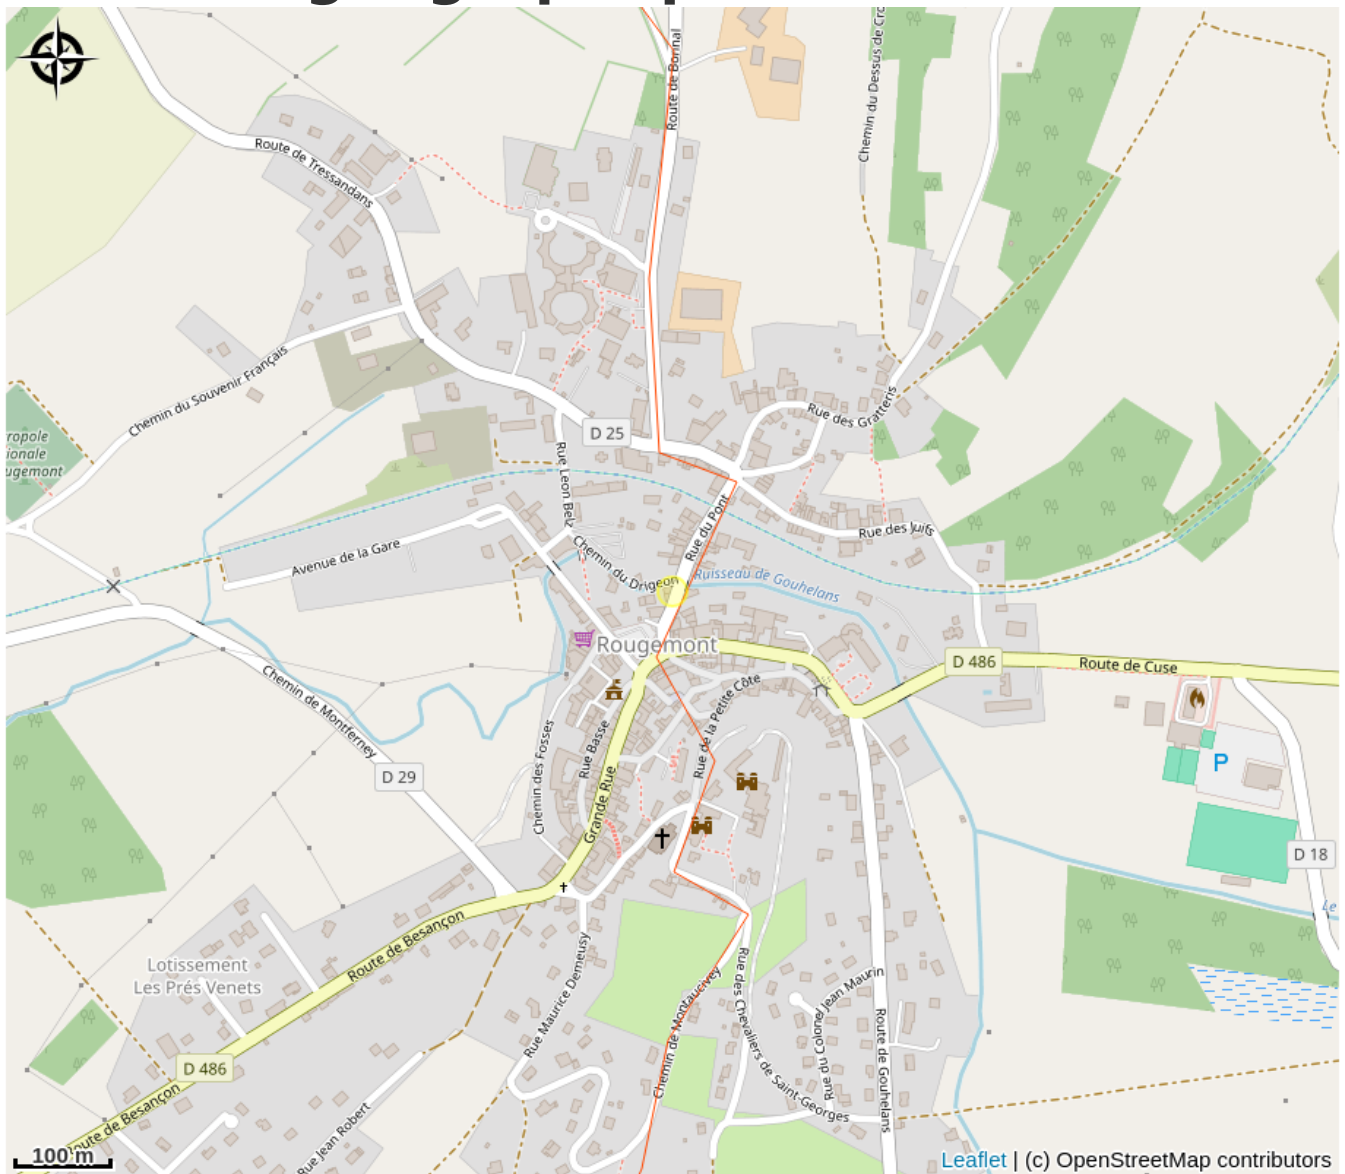 Route de Bonnal
Chemin du Dessus de Cro
Route de Tressandans
Chemin du Souvenir Français
Rue des Gratteris
D 25
ropole
ionale
ugemont
Rue Leon Belz
Rue du Pont
Rue des Juifs
Avenue de la Gare
Chemin du Drigeon
Ruisseau de Gouhelans
Rougemont
D 486
Route de Cuse
Chemin de Montferney
Rue de la Petite Côte
Chemin des Fosses
Rue Basse
Grande Rue
D 29
P
D 18
Le
Route de Besançon
Lotissement
Les Prés Venets
Rue Maurice Demeusy
Chemin de Montaucivey
Rue des Chevaliers de Saint-Georges
Rue du Colonel Jean Maurin
Route de Gouhelans
D 486
oute de Besançon
Rue Jean Robert
100 m
Leaflet | (c) OpenStreetMap contributors